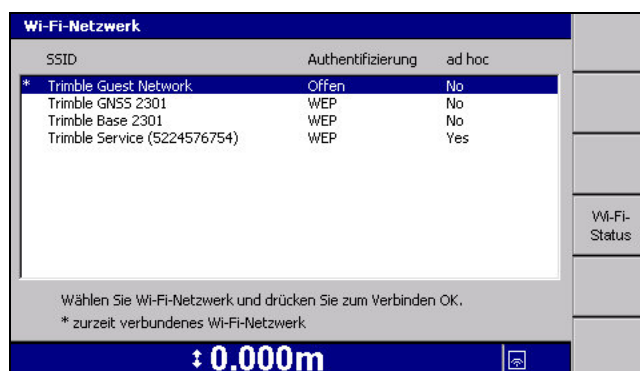 Wi-Fi-Netzwerk
SSID Authentifizierung ad hoc
* Trimble Guest Network Offen No
Trimble GNSS 2301 WEP No
Trimble Base 2301 WEP No
Trimble Service (5224576754) WEP Yes
Wi-Fi-
Status
Wählen Sie Wi-Fi-Netzwerk und drücken Sie zum Verbinden OK.
* zurzeit verbundenes Wi-Fi-Netzwerk
0.000m